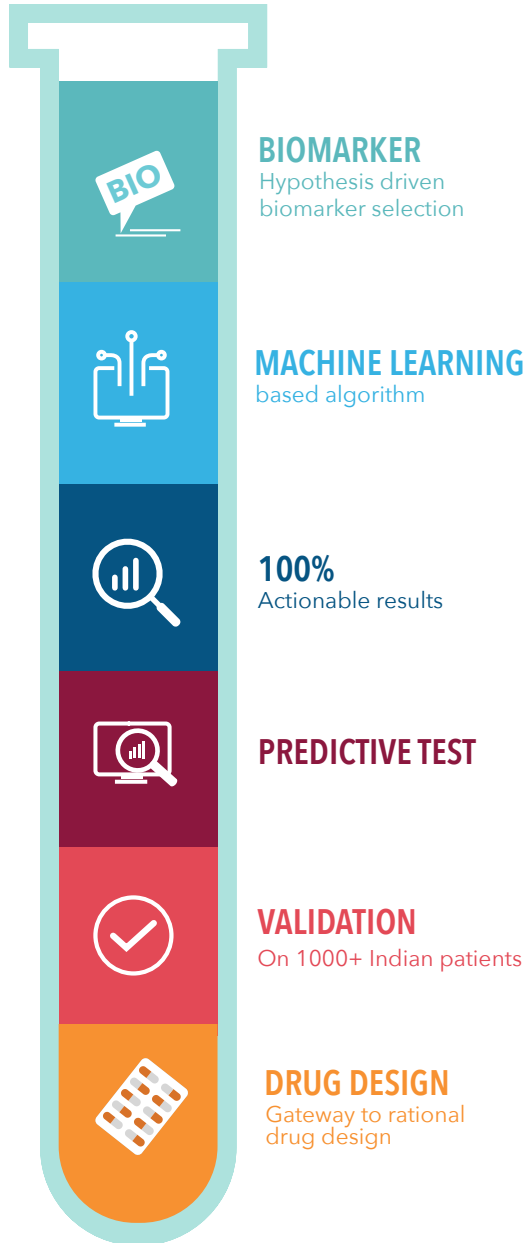 BIO
BIOMARKER
Hypothesis driven
biomarker selection
MACHINE LEARNING
based algorithm
100%
Actionable results
PREDICTIVE TEST
VALIDATION
On 1000+ Indian patients
DRUG DESIGN
Gateway to rational
drug design